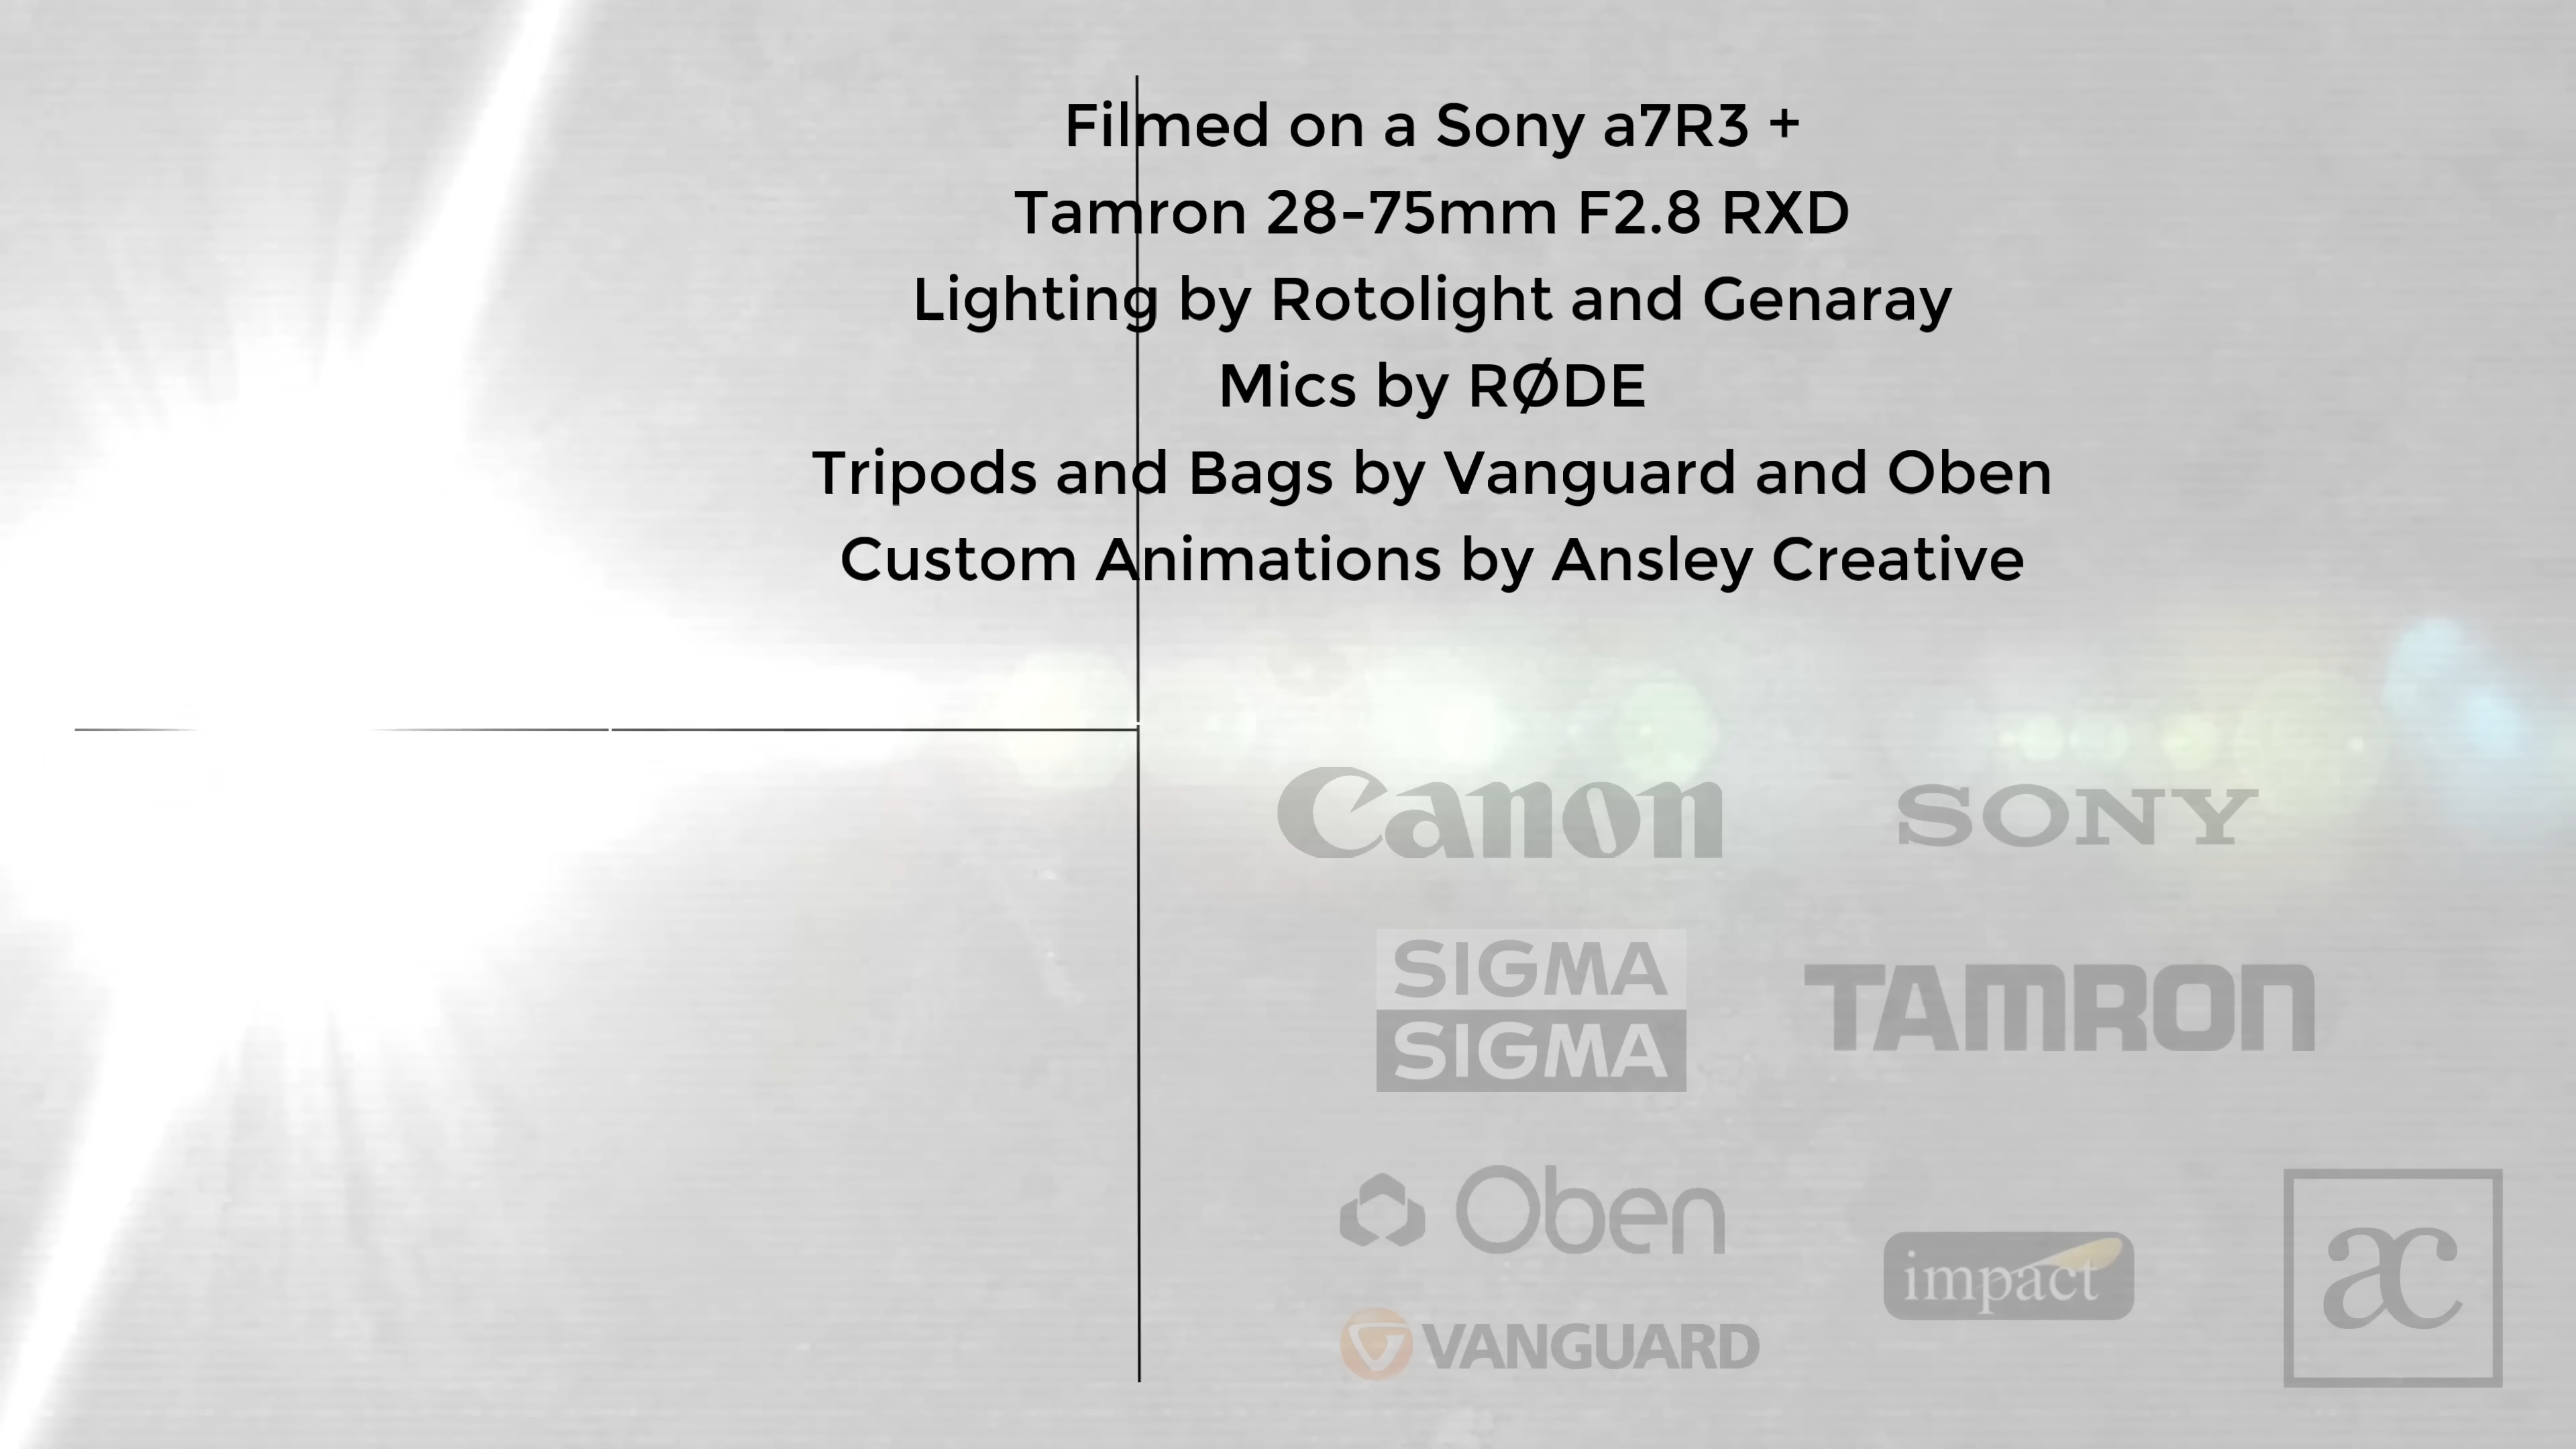 Filmed on a Sony a7R3 +
Tamron 28-75mm F2.8 RXD
Lighting by Rotolight and Genaray
Mics by RØDE
Tripods and Bags by Vanguard and Oben
Custom Animations by Ansley Creative
Canon
SONY
SIGMA
SIGMA
TAMRON
Oben
impact
VANGUARD
ac